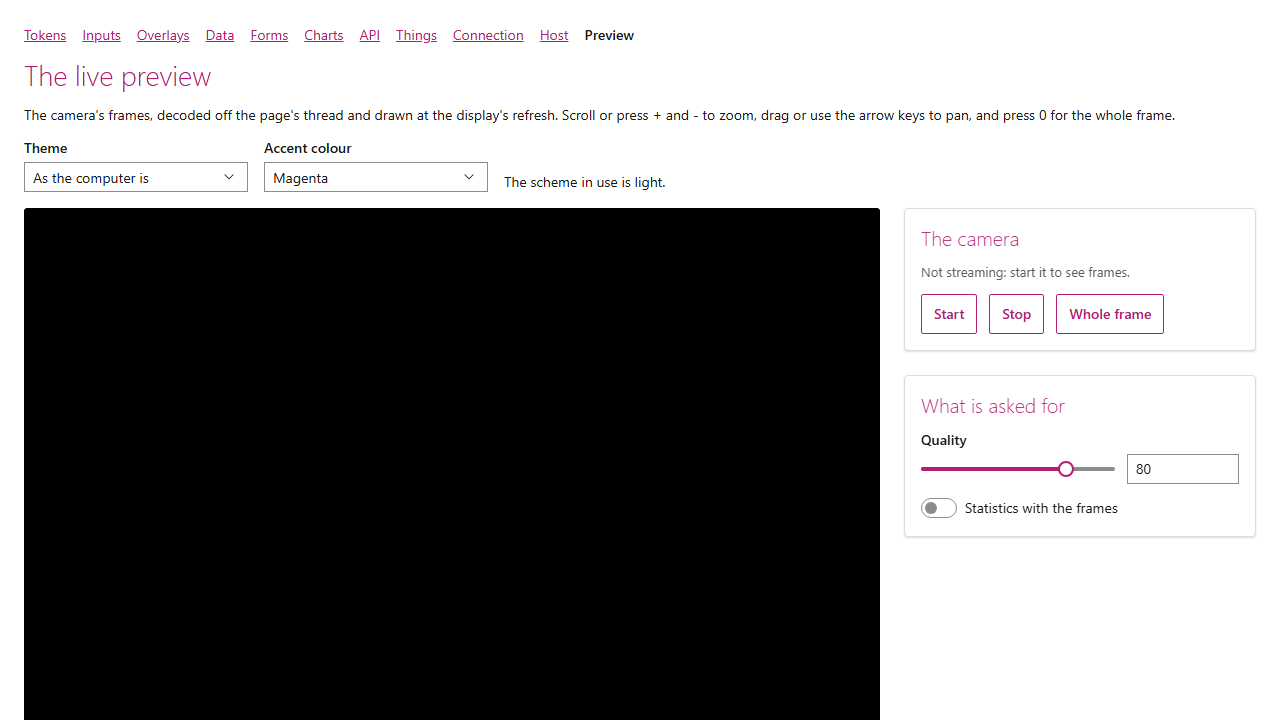 Tokens Inputs Overlays Data Forms Charts API Things Connection Host Preview
The live preview
The camera's frames, decoded off the page's thread and drawn at the display's refresh. Scroll or press + and - to zoom, drag or use the arrow keys to pan, and press 0 for the whole frame.
Theme
As the computer is
Accent colour
Magenta
The scheme in use is light.
The camera
Not streaming: start it to see frames.
Start Stop Whole frame
What is asked for
Quality
80
Statistics with the frames